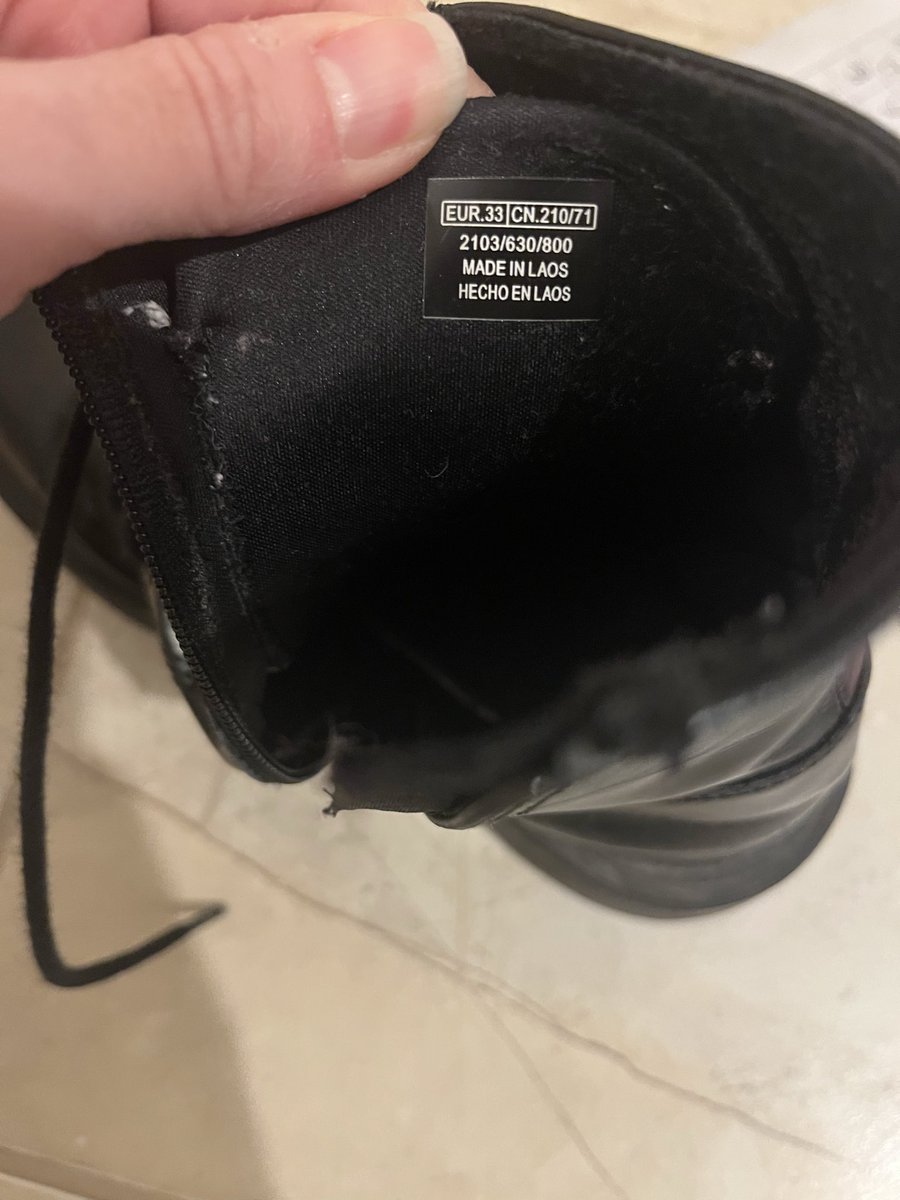 EUR.33 CN.210/71
2103/630/800
MADE IN LAOS
HECHO EN LAOS